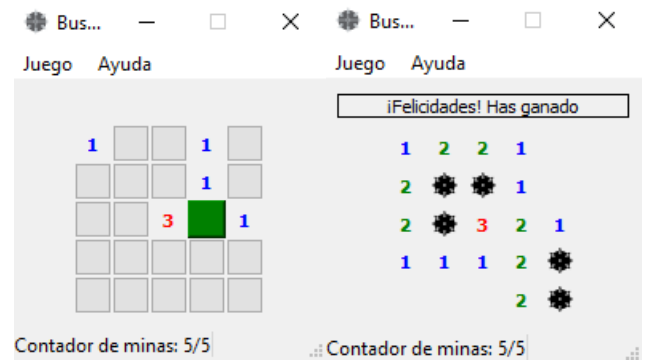 Bus...
Juego Ayuda
1 1
1
3 1
Contador de minas: 5/5
Bus...
Juego Ayuda
¡Felicidades! Has ganado
1 2 2 1
2 1
2 3 2 1
1 1 1 2
2
Contador de minas: 5/5